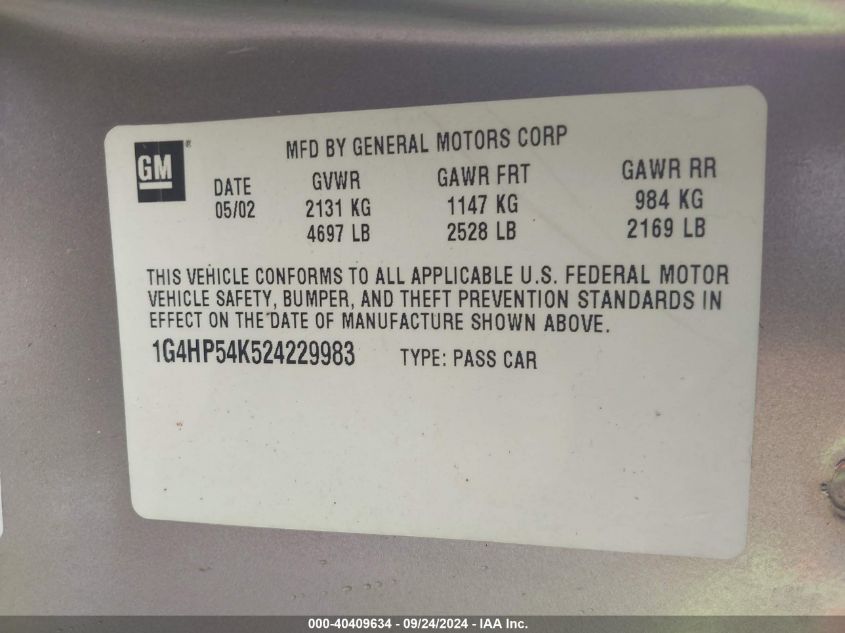 GM®
MFD BY GENERAL MOTORS CORP
DATE GVWR GAWR FRT GAWR RR
05/02 2131 KG 1147 KG 984 KG
4697 LB 2528 LB 2169 LB
THIS VEHICLE CONFORMS TO ALL APPLICABLE U.S. FEDERAL MOTOR
VEHICLE SAFETY, BUMPER, AND THEFT PREVENTION STANDARDS IN
EFFECT ON THE DATE OF MANUFACTURE SHOWN ABOVE.
1G4HP54K524229983 TYPE: PASS CAR
000-40409634 - 09/24/2024 - IAA Inc.